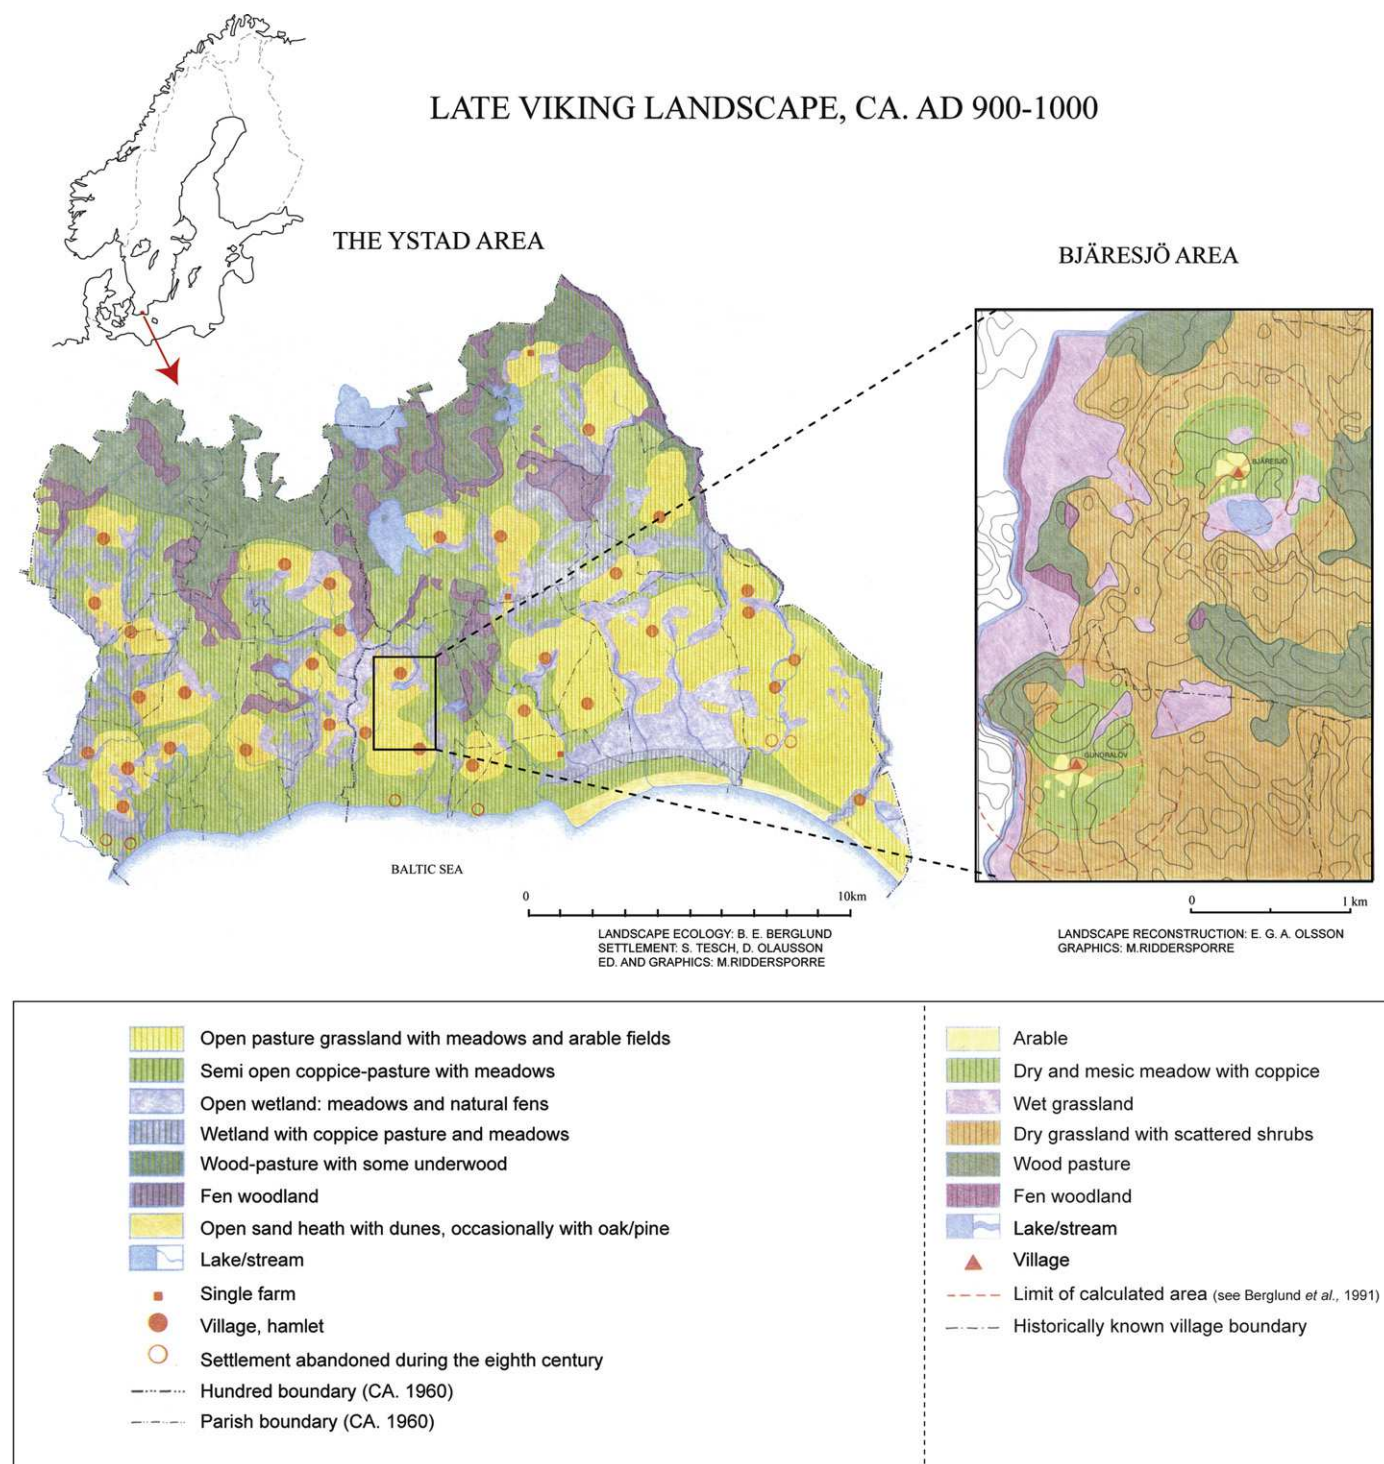 LATE VIKING LANDSCAPE, CA. AD 900-1000
THE YSTAD AREA
BJÄRESJÖ AREA
BJÄRESJÖ
GUNDRALÖV
BALTIC SEA
0 10km
LANDSCAPE ECOLOGY: B. E. BERGLUND
SETTLEMENT: S. TESCH, D. OLAUSSON
ED. AND GRAPHICS: M.RIDDERSPORRE
0 1 km
LANDSCAPE RECONSTRUCTION: E. G. A. OLSSON
GRAPHICS: M.RIDDERSPORRE
Open pasture grassland with meadows and arable fields
Semi open coppice-pasture with meadows
Open wetland: meadows and natural fens
Wetland with coppice pasture and meadows
Wood-pasture with some underwood
Fen woodland
Open sand heath with dunes, occasionally with oak/pine
Lake/stream
Single farm
Village, hamlet
Settlement abandoned during the eighth century
Hundred boundary (CA. 1960)
Parish boundary (CA. 1960)
Arable
Dry and mesic meadow with coppice
Wet grassland
Dry grassland with scattered shrubs
Wood pasture
Fen woodland
Lake/stream
Village
Limit of calculated area (see Berglund et al., 1991)
Historically known village boundary